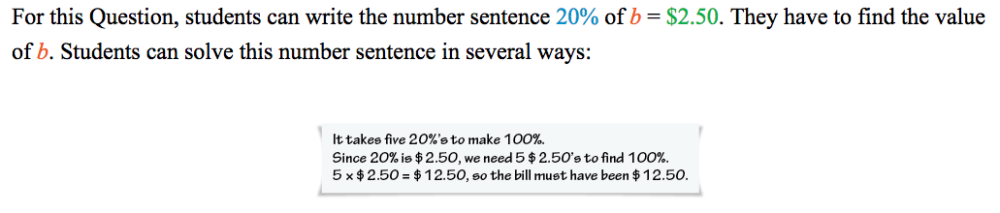 For this Question, students can write the number sentence 20% of b = $2.50. They have to find the value
of b. Students can solve this number sentence in several ways:
It takes five 20%'s to make 100%.
Since 20% is $2.50, we need 5 $2.50's to find 100%.
5 x $2.50 = $12.50, so the bill must have been $12.50.